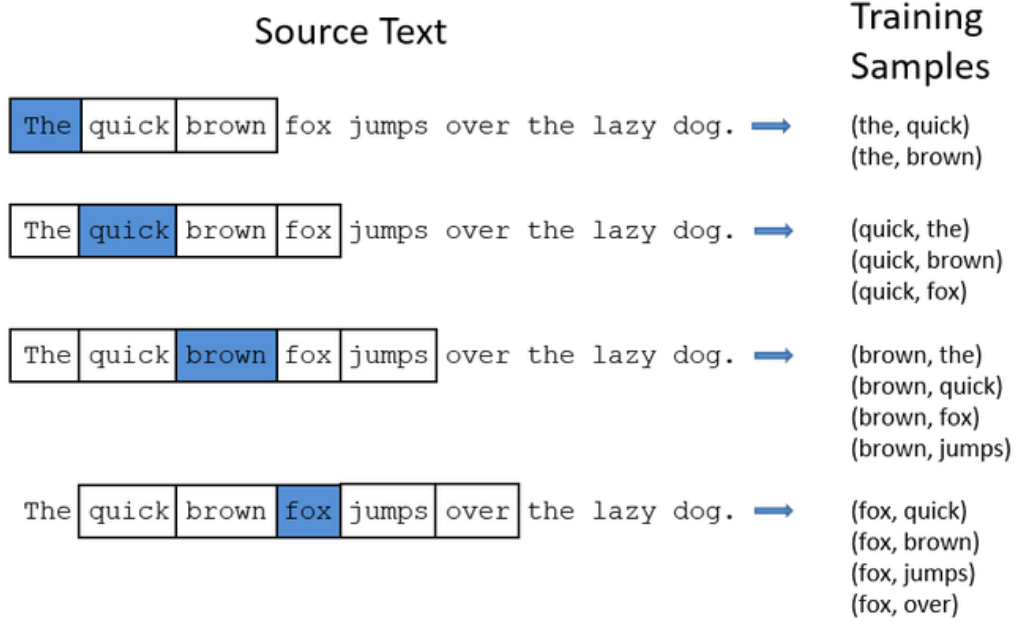 Source Text
Training
Samples
The quick brown fox jumps over the lazy dog.
(the, quick)
(the, brown)
The quick brown fox jumps over the lazy dog.
(quick, the)
(quick, brown)
(quick, fox)
The quick brown fox jumps over the lazy dog.
(brown, the)
(brown, quick)
(brown, fox)
(brown, jumps)
The quick brown fox jumps over the lazy dog.
(fox, quick)
(fox, brown)
(fox, jumps)
(fox, over)